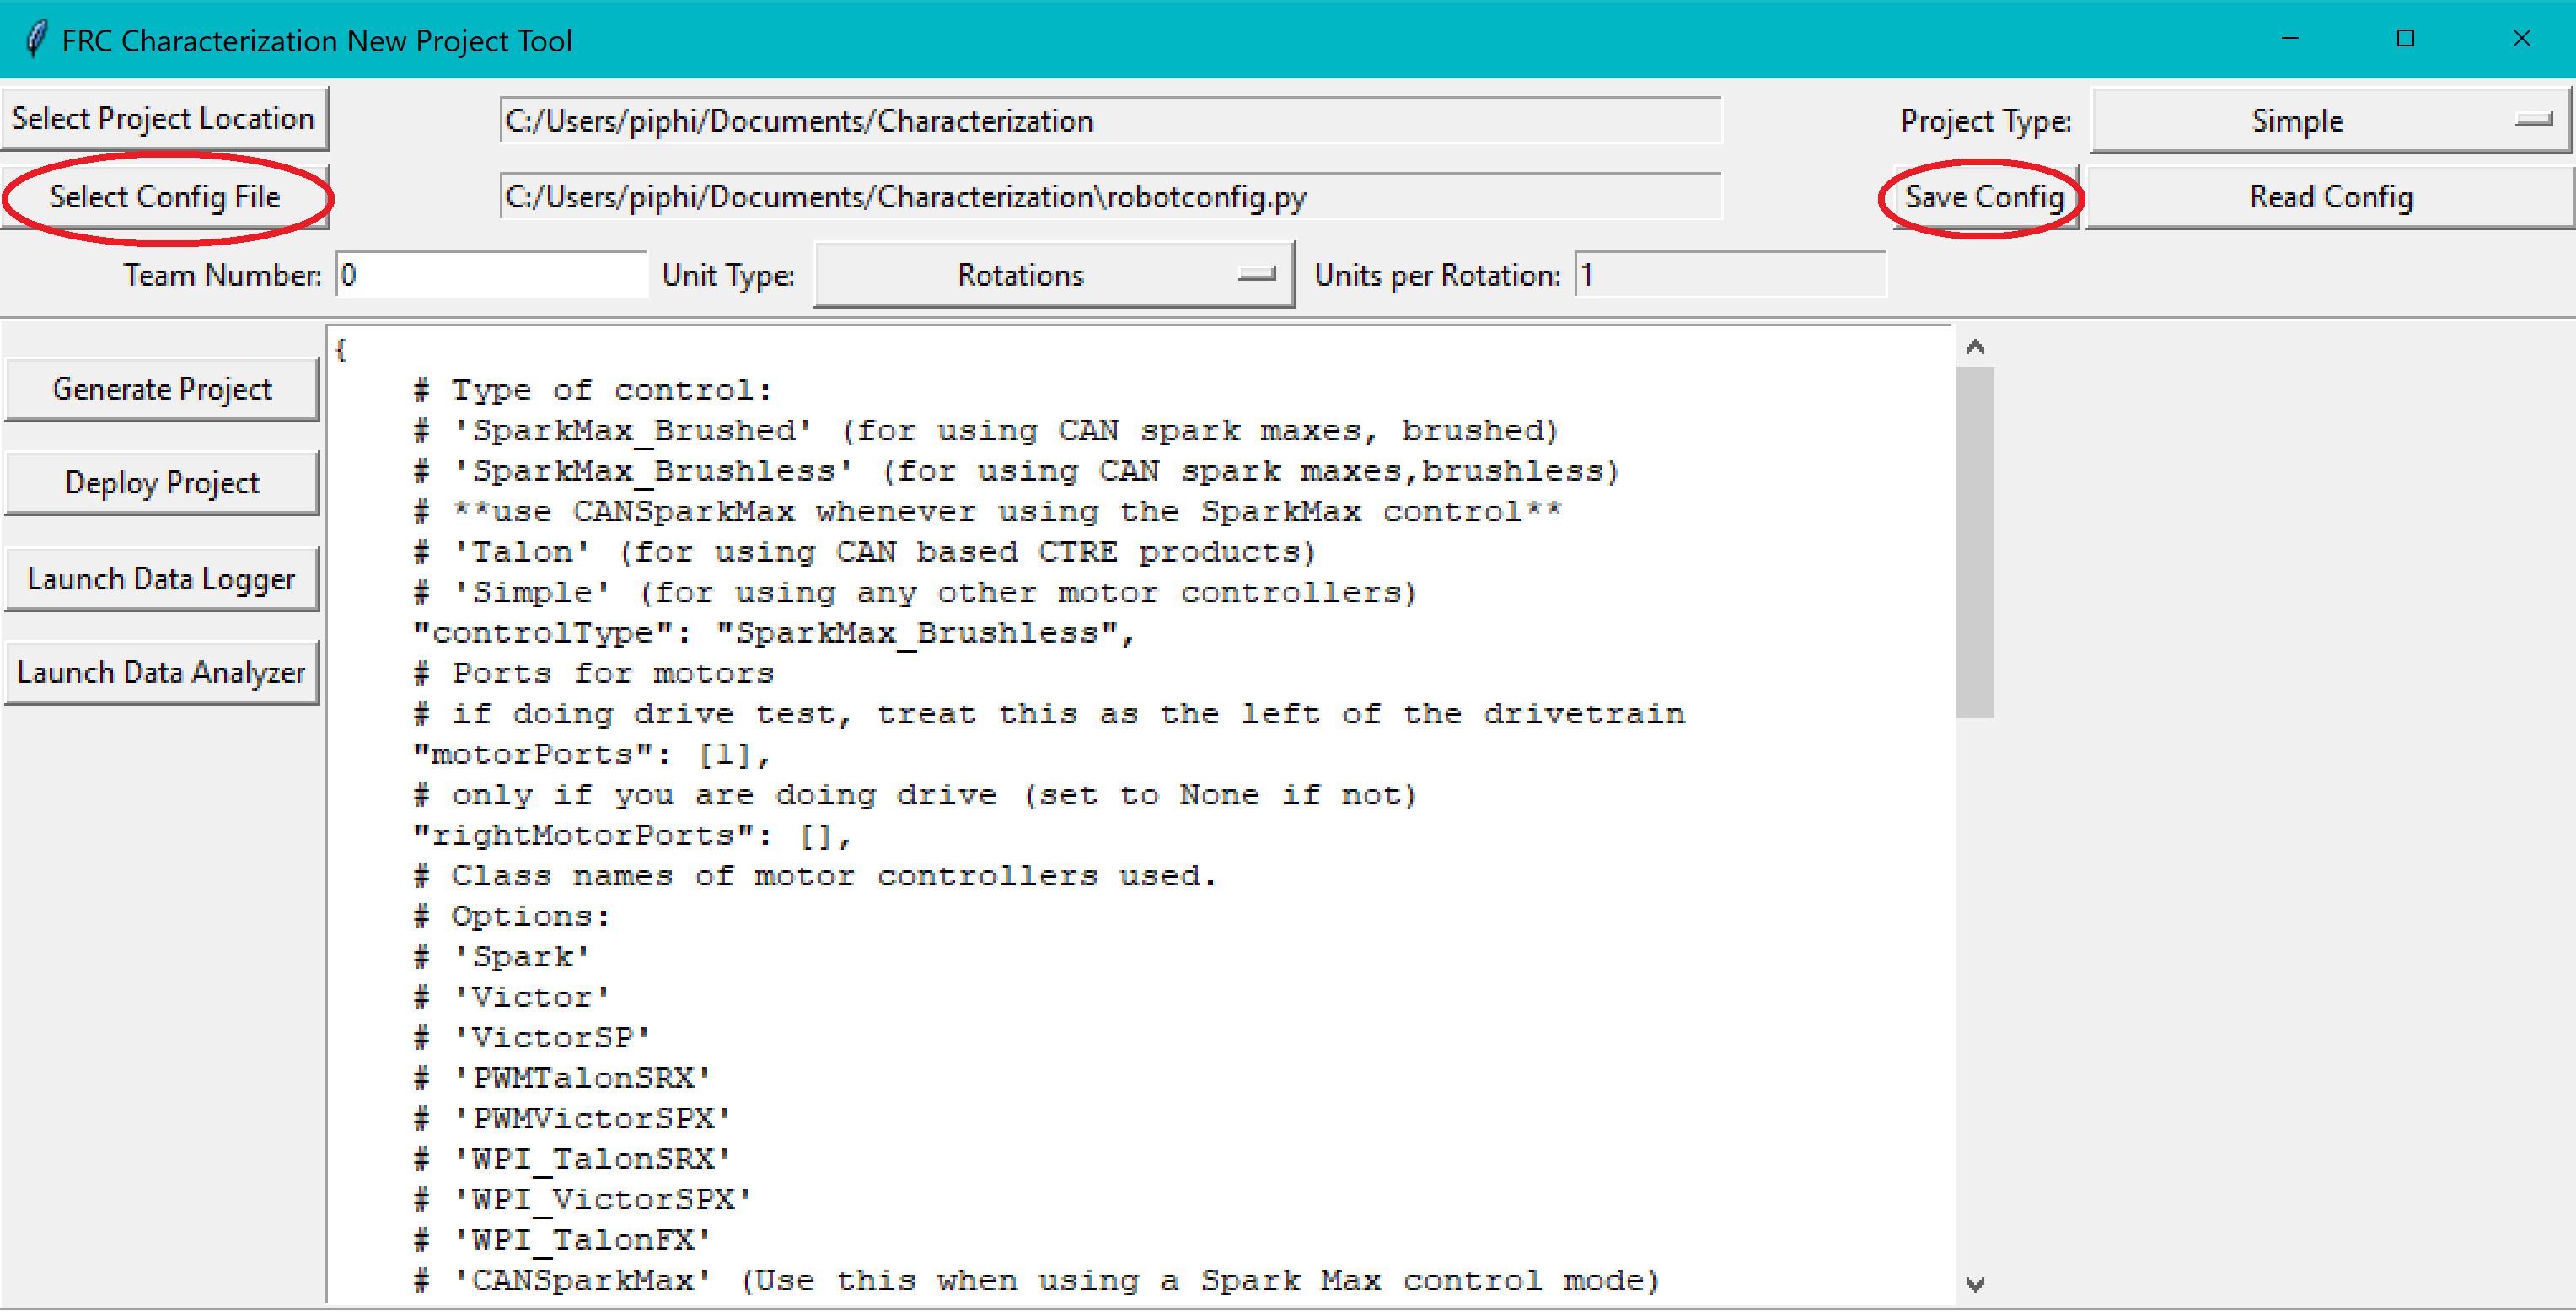 FRC Characterization New Project Tool
Select Project Location C:/Users/piphi/Documents/Characterization Project Type: Simple
Select Config File C:/Users/piphi/Documents/Characterization\robotconfig.py Save Config Read Config
Team Number: 0 Unit Type: Rotations Units per Rotation: 1
Generate Project
Deploy Project
Launch Data Logger
Launch Data Analyzer
{
# Type of control:
# 'SparkMax_Brushed' (for using CAN spark maxes, brushed)
# 'SparkMax_Brushless' (for using CAN spark maxes,brushless)
# **use CANSparkMax whenever using the SparkMax control**
# 'Talon' (for using CAN based CTRE products)
# 'Simple' (for using any other motor controllers)
"controlType": "SparkMax_Brushless",
# Ports for motors
# if doing drive test, treat this as the left of the drivetrain
"motorPorts": [1],
# only if you are doing drive (set to None if not)
"rightMotorPorts": [],
# Class names of motor controllers used.
# Options:
# 'Spark'
# 'Victor'
# 'VictorSP'
# 'PWMTalonSRX'
# 'PWMVictorSPX'
# 'WPI_TalonSRX'
# 'WPI_VictorSPX'
# 'WPI_TalonFX'
# 'CANSparkMax' (Use this when using a Spark Max control mode)